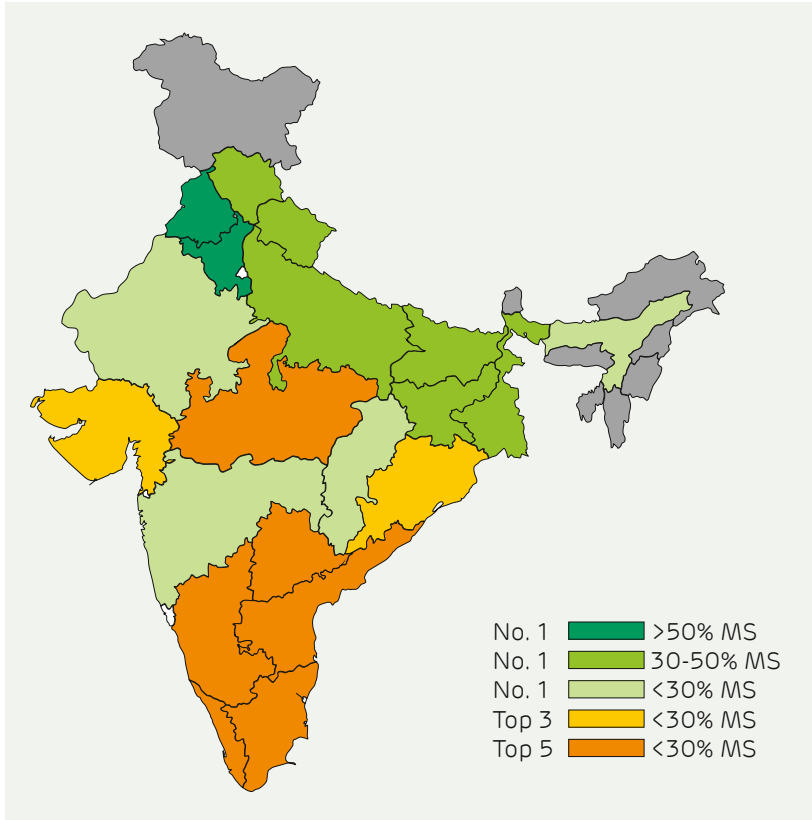 No. 1 >50% MS
No. 1 30-50% MS
No. 1 <30% MS
Top 3 <30% MS
Top 5 <30% MS